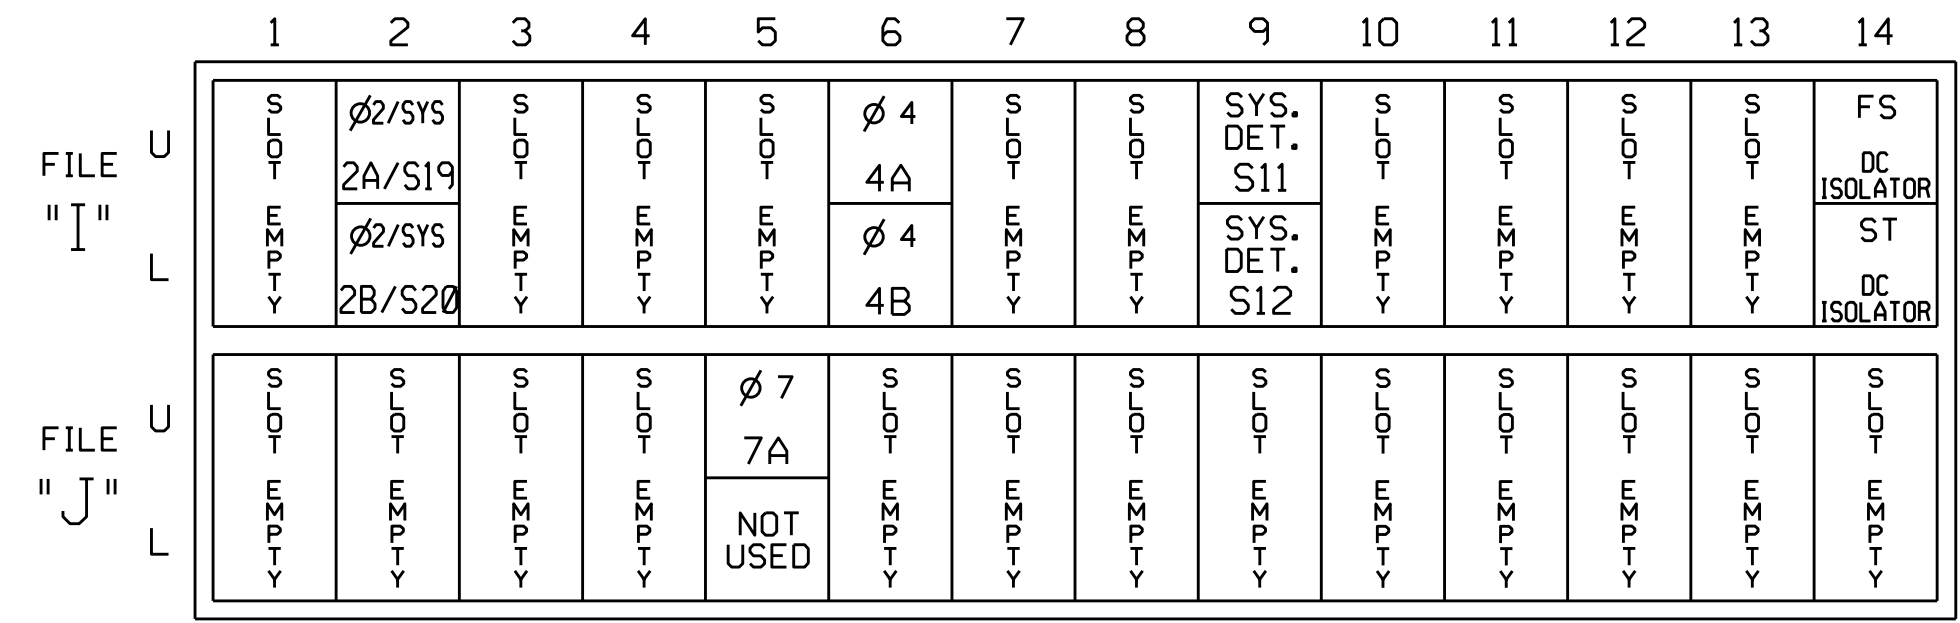 1 2 3 4 5 6 7 8 9 10 11 12 13 14
FILE
"I"
U
L
SLOT EMPTY
Ø2/SYS
2A/S19
Ø2/SYS
2B/S20
SLOT EMPTY
SLOT EMPTY
SLOT EMPTY
Ø 4
4A
Ø 4
4B
SLOT EMPTY
SLOT EMPTY
SYS.
DET.
S11
SYS.
DET.
S12
SLOT EMPTY
SLOT EMPTY
SLOT EMPTY
SLOT EMPTY
FS
DC
ISOLATOR
ST
DC
ISOLATOR
FILE
"J"
U
L
SLOT EMPTY
SLOT EMPTY
SLOT EMPTY
SLOT EMPTY
Ø 7
7A
NOT
USED
SLOT EMPTY
SLOT EMPTY
SLOT EMPTY
SLOT EMPTY
SLOT EMPTY
SLOT EMPTY
SLOT EMPTY
SLOT EMPTY
SLOT EMPTY